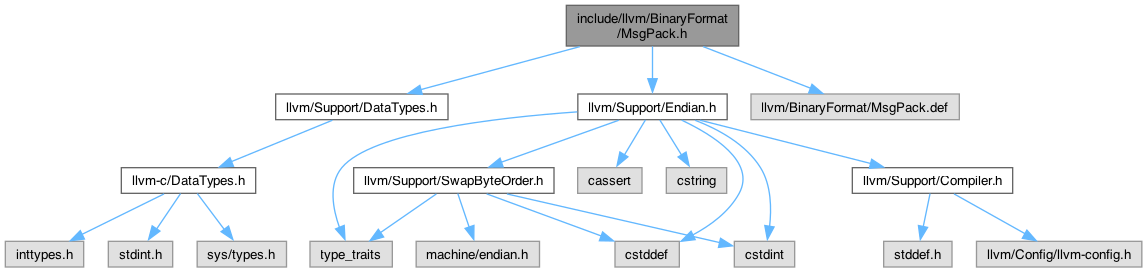 include/llvm/BinaryFormat
/MsgPack.h
llvm/Support/DataTypes.h
llvm/Support/Endian.h
llvm/BinaryFormat/MsgPack.def
llvm-c/DataTypes.h
llvm/Support/SwapByteOrder.h
cassert
cstring
llvm/Support/Compiler.h
inttypes.h
stdint.h
sys/types.h
type_traits
machine/endian.h
cstddef
cstdint
stddef.h
llvm/Config/llvm-config.h